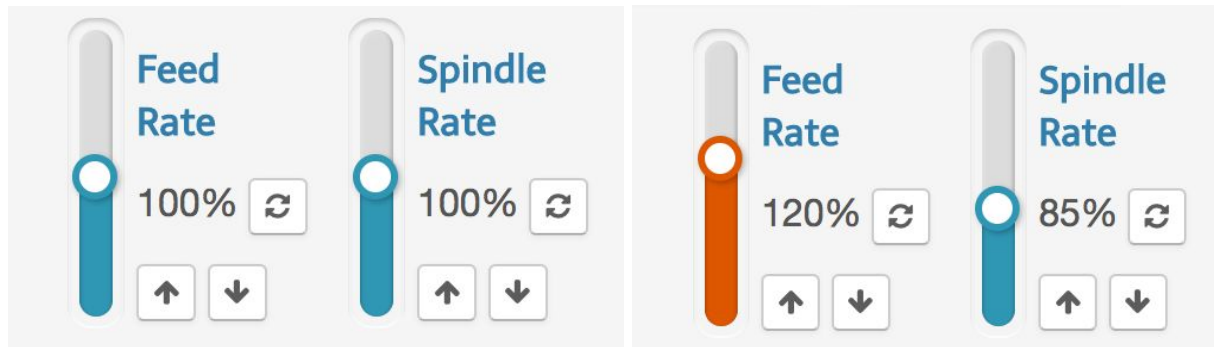 Feed
Rate
100%
Spindle
Rate
100%
Feed
Rate
120%
Spindle
Rate
85%